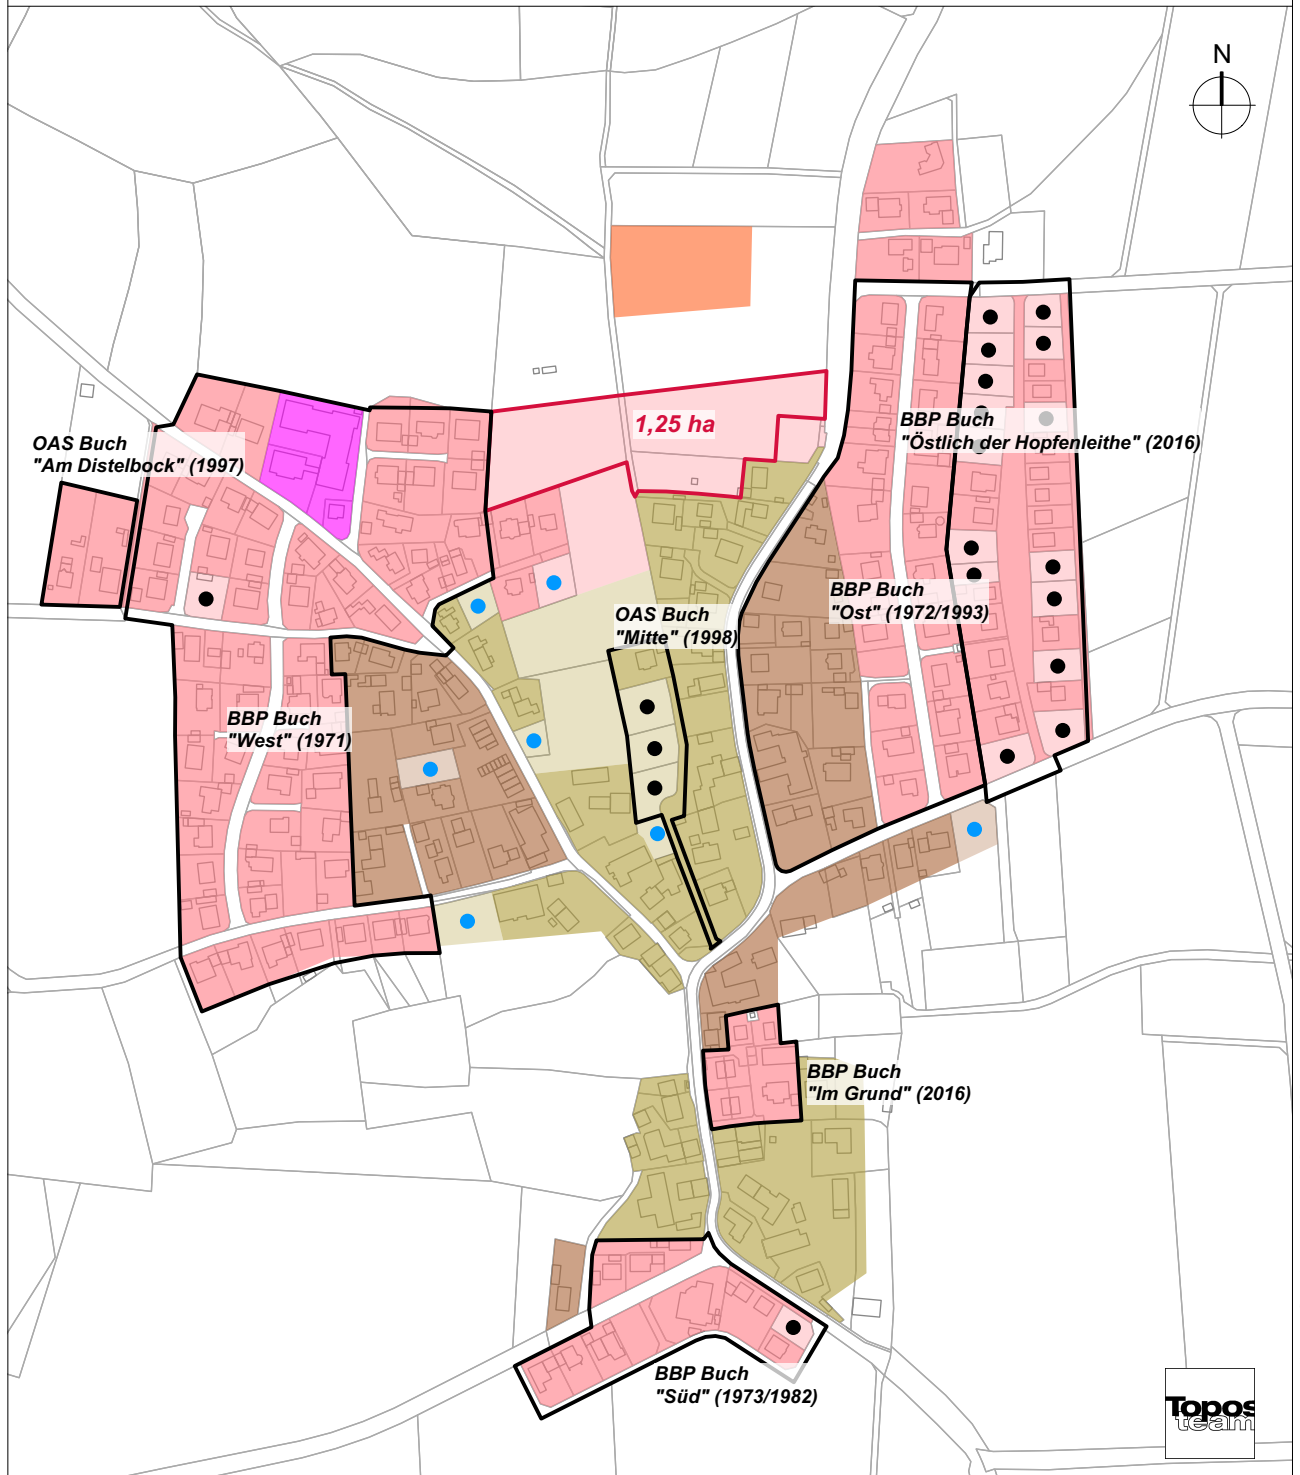 N
1,25 ha
BBP Buch
"Östlich der Hopfenleithe" (2016)
OAS Buch
"Am Distelbock" (1997)
BBP Buch
"Ost" (1972/1993)
OAS Buch
"Mitte" (1998)
BBP Buch
"West" (1971)
BBP Buch
"Im Grund" (2016)
BBP Buch
"Süd" (1973/1982)
Topos
team